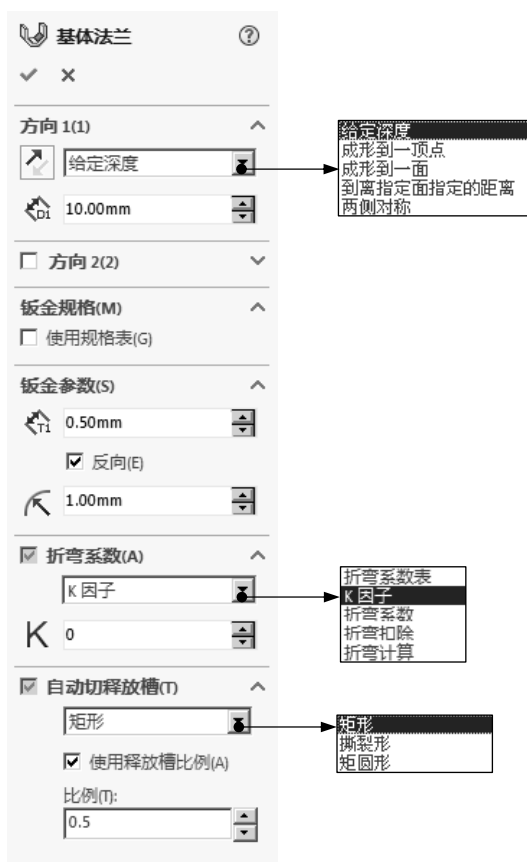 基体法兰
方向 1(1)
给定深度
10.00mm
方向 2(2)
钣金规格(M)
使用规格表(G)
钣金参数(S)
0.50mm
反向(E)
1.00mm
折弯系数(A)
K 因子
K 0
自动切释放槽(T)
矩形
使用释放槽比例(A)
比例(T):
0.5
给定深度
成形到一顶点
成形到一面
到离指定面指定的距离
两侧对称
折弯系数表
K 因子
折弯系数
折弯扣除
折弯计算
矩形
撕裂形
矩圆形